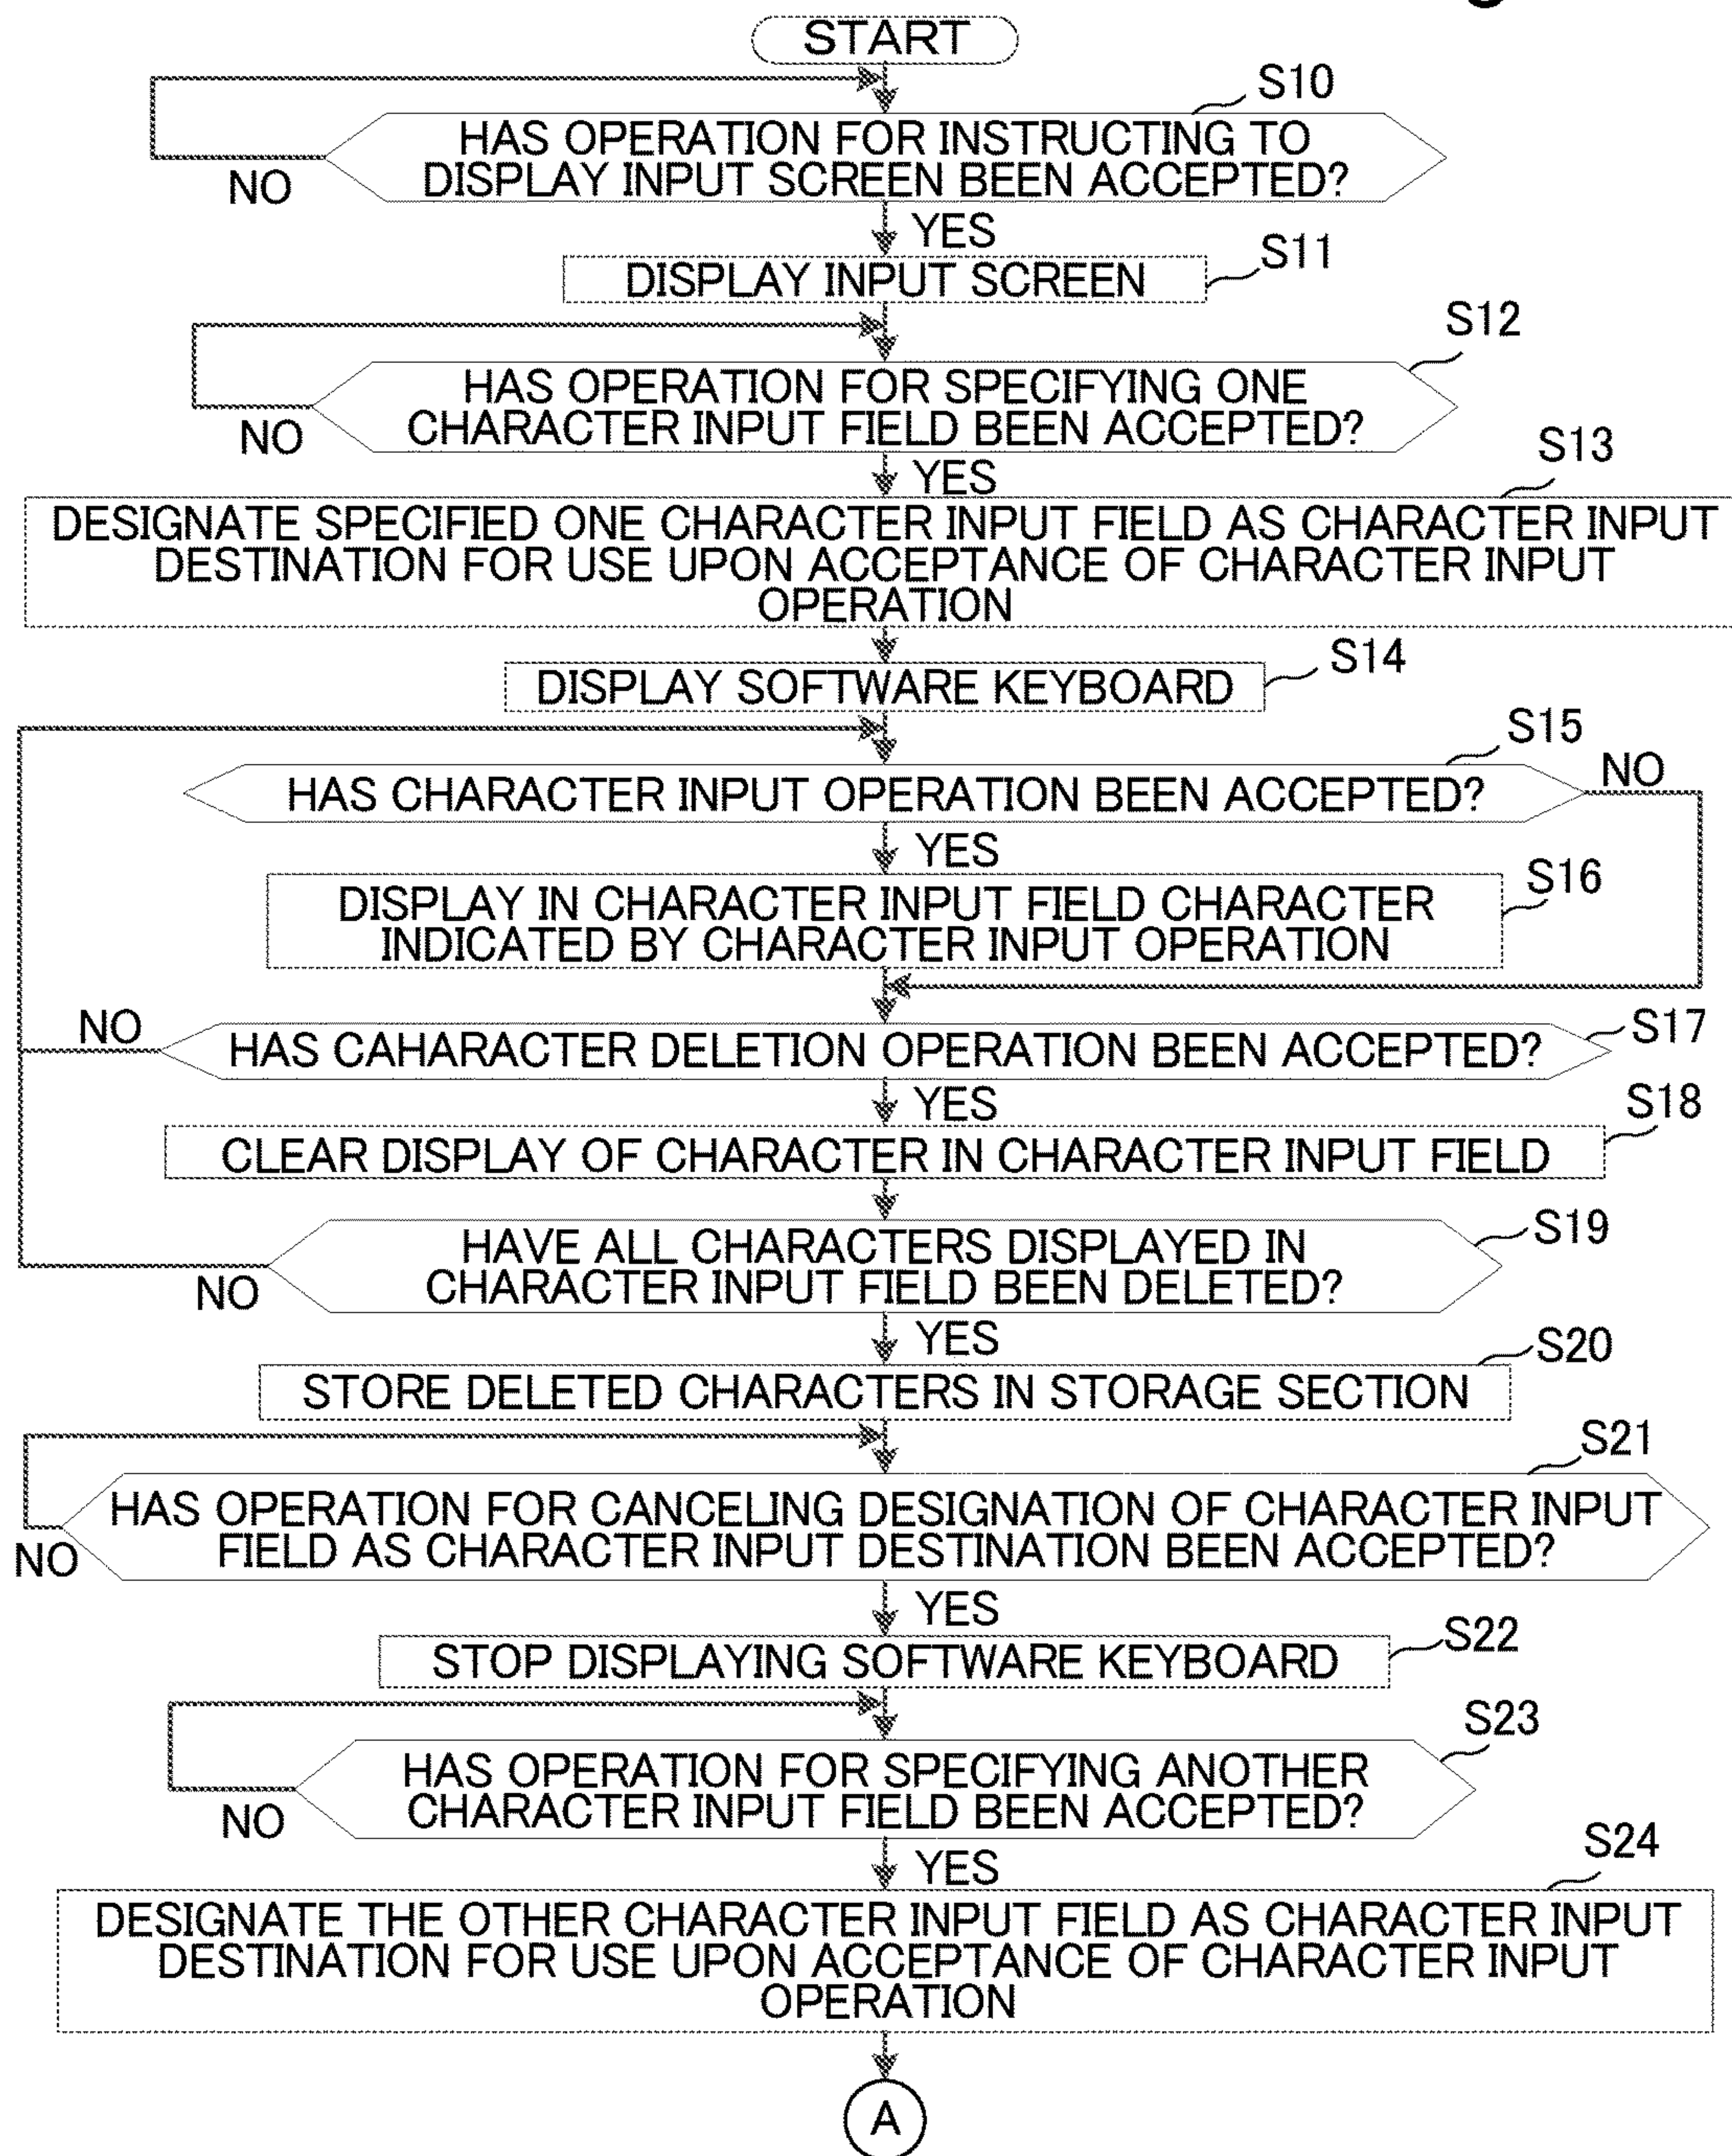 START
S10
HAS OPERATION FOR INSTRUCTING TO
DISPLAY INPUT SCREEN BEEN ACCEPTED?
NO
YES
S11
DISPLAY INPUT SCREEN
S12
HAS OPERATION FOR SPECIFYING ONE
CHARACTER INPUT FIELD BEEN ACCEPTED?
NO
YES
S13
DESIGNATE SPECIFIED ONE CHARACTER INPUT FIELD AS CHARACTER INPUT
DESTINATION FOR USE UPON ACCEPTANCE OF CHARACTER INPUT
OPERATION
S14
DISPLAY SOFTWARE KEYBOARD
S15
HAS CHARACTER INPUT OPERATION BEEN ACCEPTED?
NO
YES
S16
DISPLAY IN CHARACTER INPUT FIELD CHARACTER
INDICATED BY CHARACTER INPUT OPERATION
NO
S17
HAS CAHARACTER DELETION OPERATION BEEN ACCEPTED?
YES
S18
CLEAR DISPLAY OF CHARACTER IN CHARACTER INPUT FIELD
S19
HAVE ALL CHARACTERS DISPLAYED IN
CHARACTER INPUT FIELD BEEN DELETED?
NO
YES
S20
STORE DELETED CHARACTERS IN STORAGE SECTION
S21
HAS OPERATION FOR CANCELING DESIGNATION OF CHARACTER INPUT
FIELD AS CHARACTER INPUT DESTINATION BEEN ACCEPTED?
NO
YES
S22
STOP DISPLAYING SOFTWARE KEYBOARD
S23
HAS OPERATION FOR SPECIFYING ANOTHER
CHARACTER INPUT FIELD BEEN ACCEPTED?
NO
YES
S24
DESIGNATE THE OTHER CHARACTER INPUT FIELD AS CHARACTER INPUT
DESTINATION FOR USE UPON ACCEPTANCE OF CHARACTER INPUT
OPERATION
A